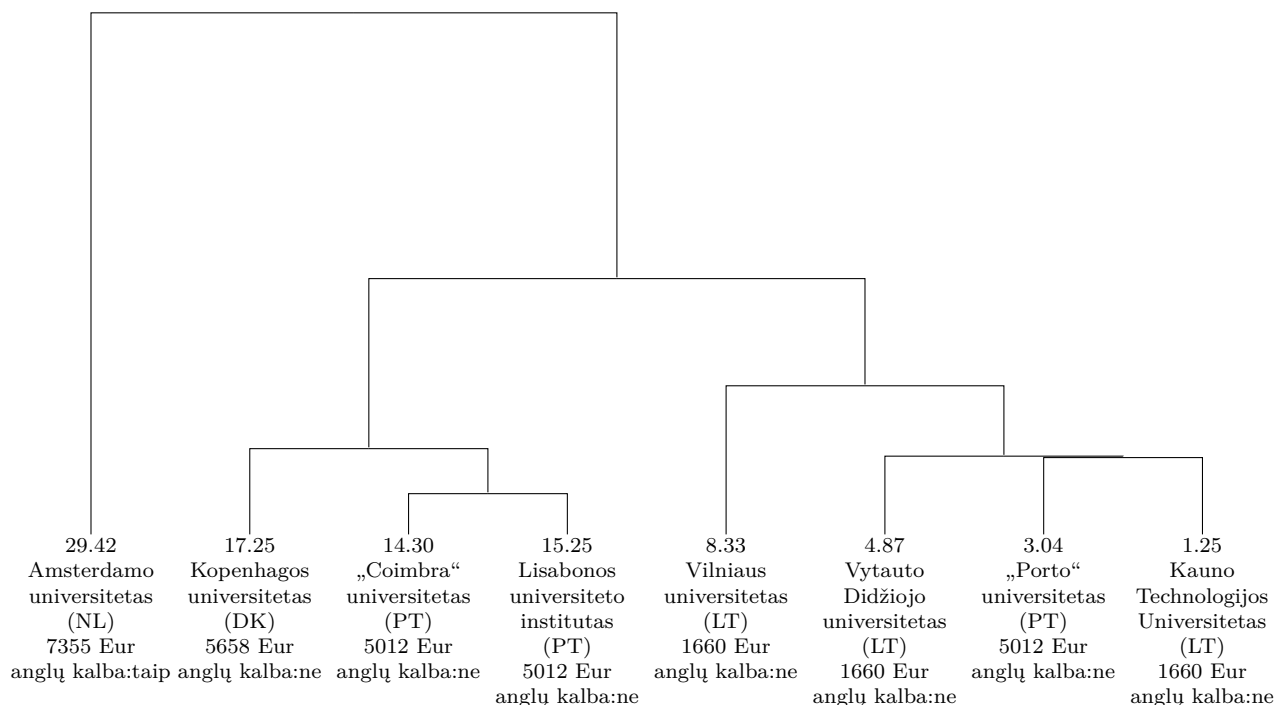 29.42
Amsterdamo
universitetas
(NL)
7355 Eur
anglų kalba:taip
17.25
Kopenhagos
universitetas
(DK)
5658 Eur
anglų kalba:ne
14.30
„Coimbra“
universitetas
(PT)
5012 Eur
anglų kalba:ne
15.25
Lisabonos
universiteto
institutas
(PT)
5012 Eur
anglų kalba:ne
8.33
Vilniaus
universitetas
(LT)
1660 Eur
anglų kalba:ne
4.87
Vytauto
Didžiojo
universitetas
(LT)
1660 Eur
anglų kalba:ne
3.04
„Porto“
universitetas
(PT)
5012 Eur
anglų kalba:ne
1.25
Kauno
Technologijos
Universitetas
(LT)
1660 Eur
anglų kalba:ne